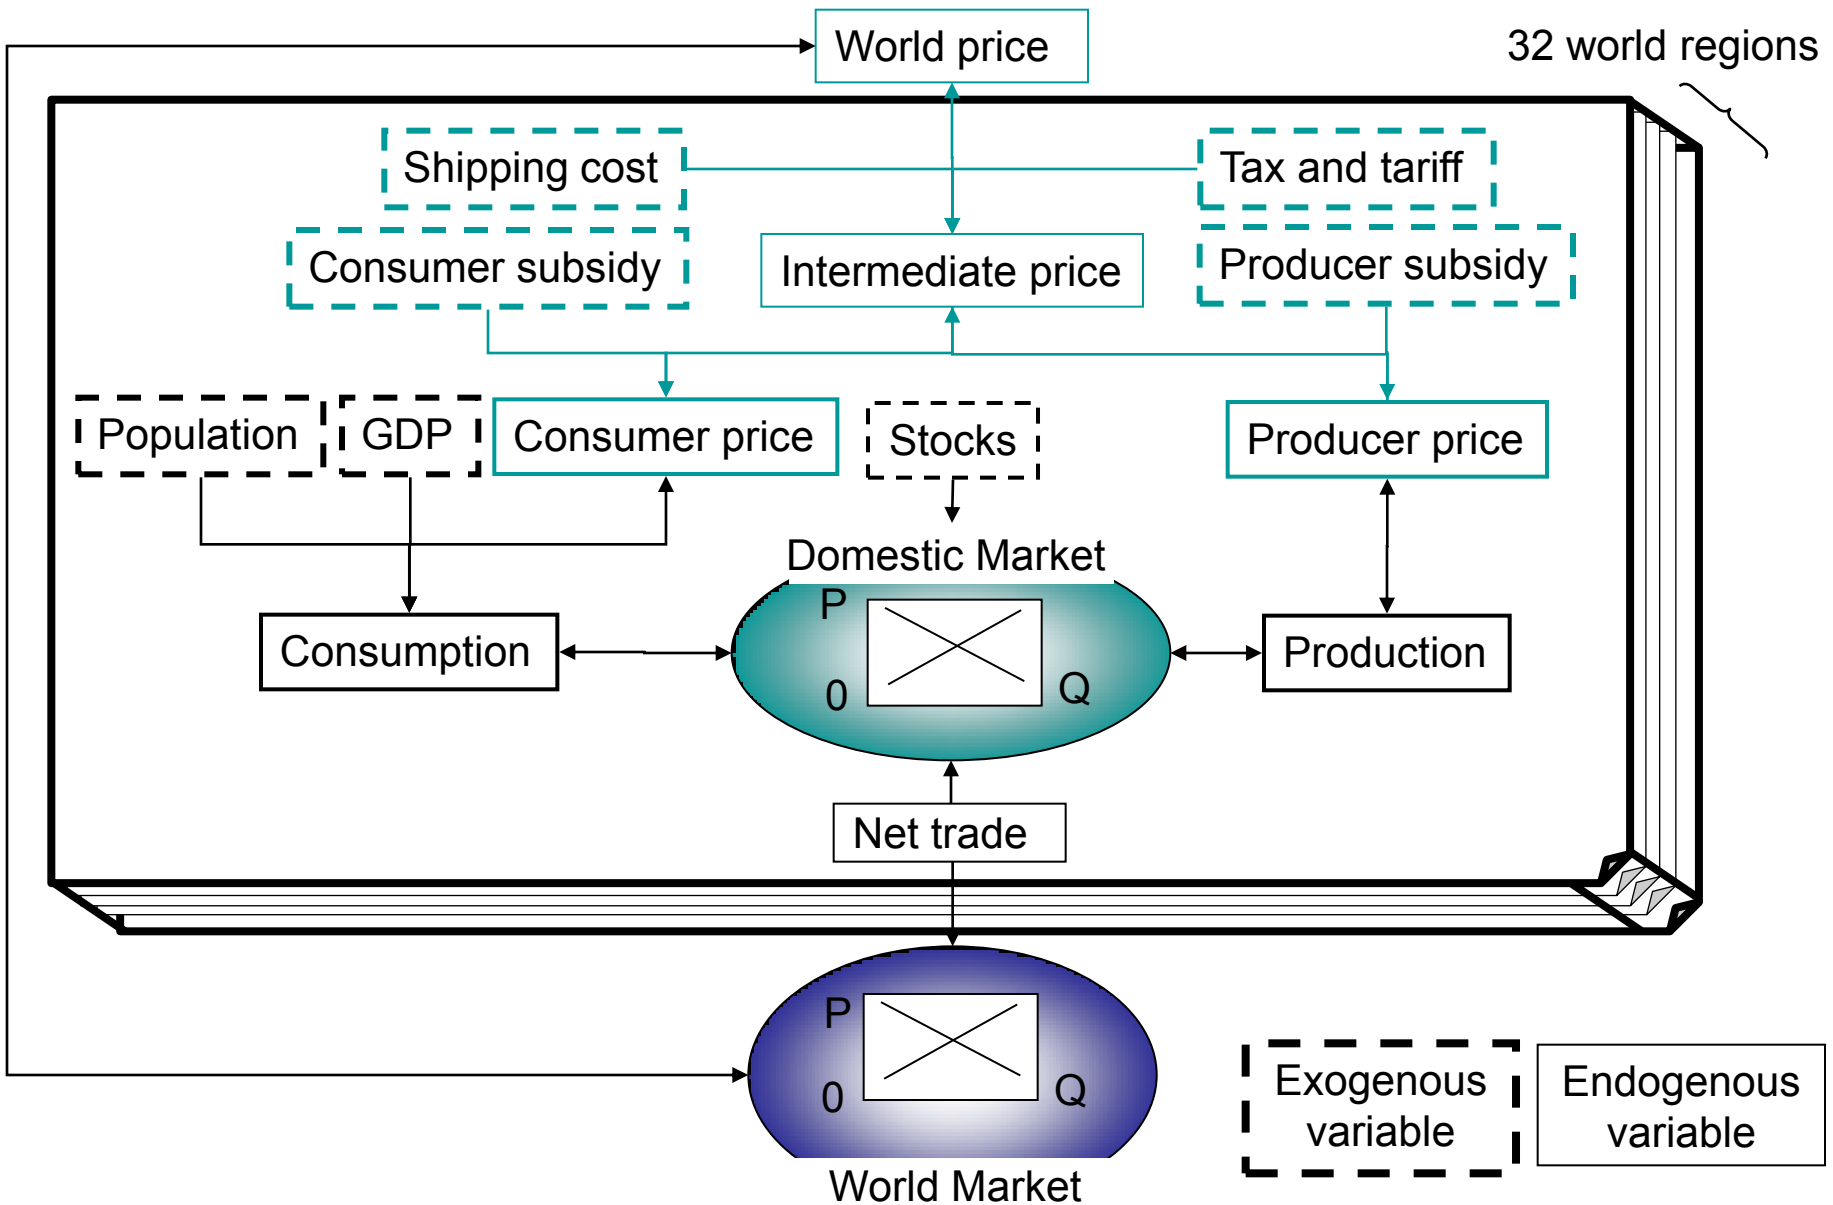 World price
32 world regions
Shipping cost
Tax and tariff
Consumer subsidy
Intermediate price
Producer subsidy
Population
GDP
Consumer price
Stocks
Producer price
Domestic Market
P
0
Q
Consumption
Production
Net trade
P
0
Q
World Market
Exogenous
variable
Endogenous
variable